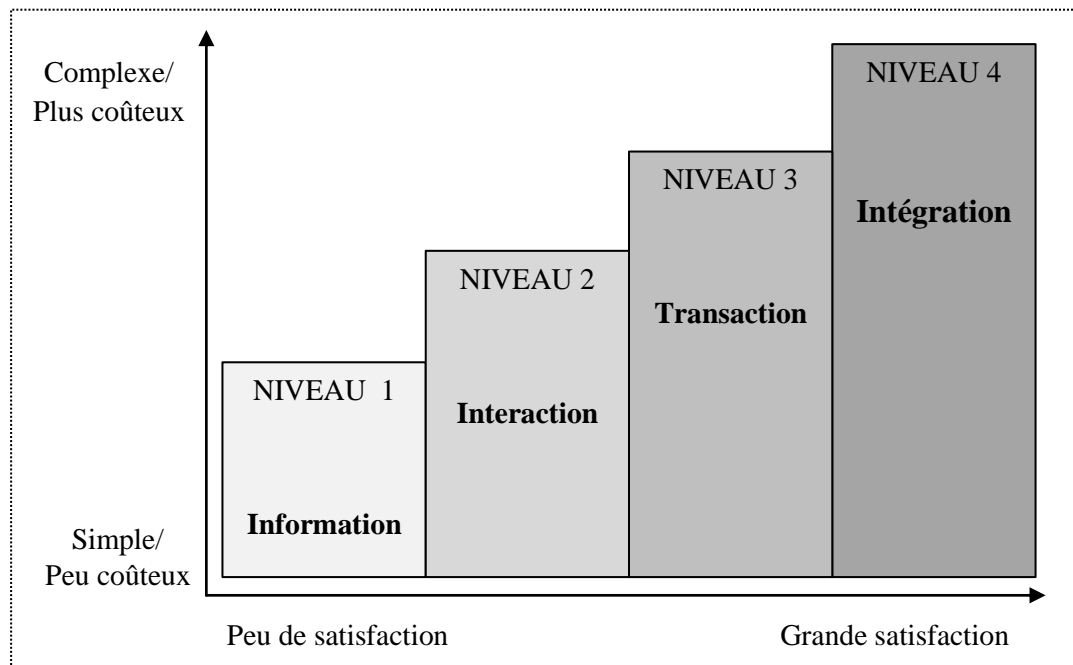 Complexe/
Plus coûteux
NIVEAU 4
Intégration
NIVEAU 3
Transaction
NIVEAU 2
Interaction
NIVEAU 1
Information
Simple/
Peu coûteux
Peu de satisfaction
Grande satisfaction